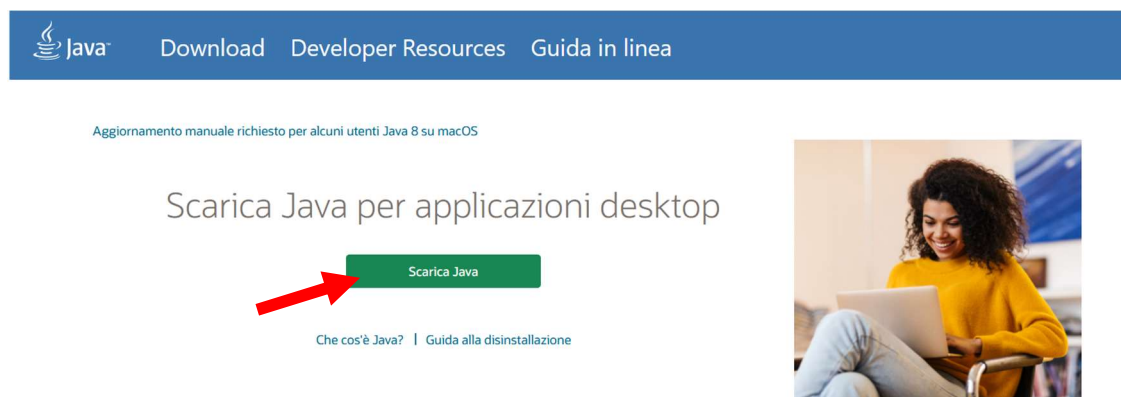 Java™ Download Developer Resources Guida in linea
Aggiornamento manuale richiesto per alcuni utenti Java 8 su macOS
Scarica Java per applicazioni desktop
Scarica Java
Che cos'è Java? | Guida alla disinstallazione